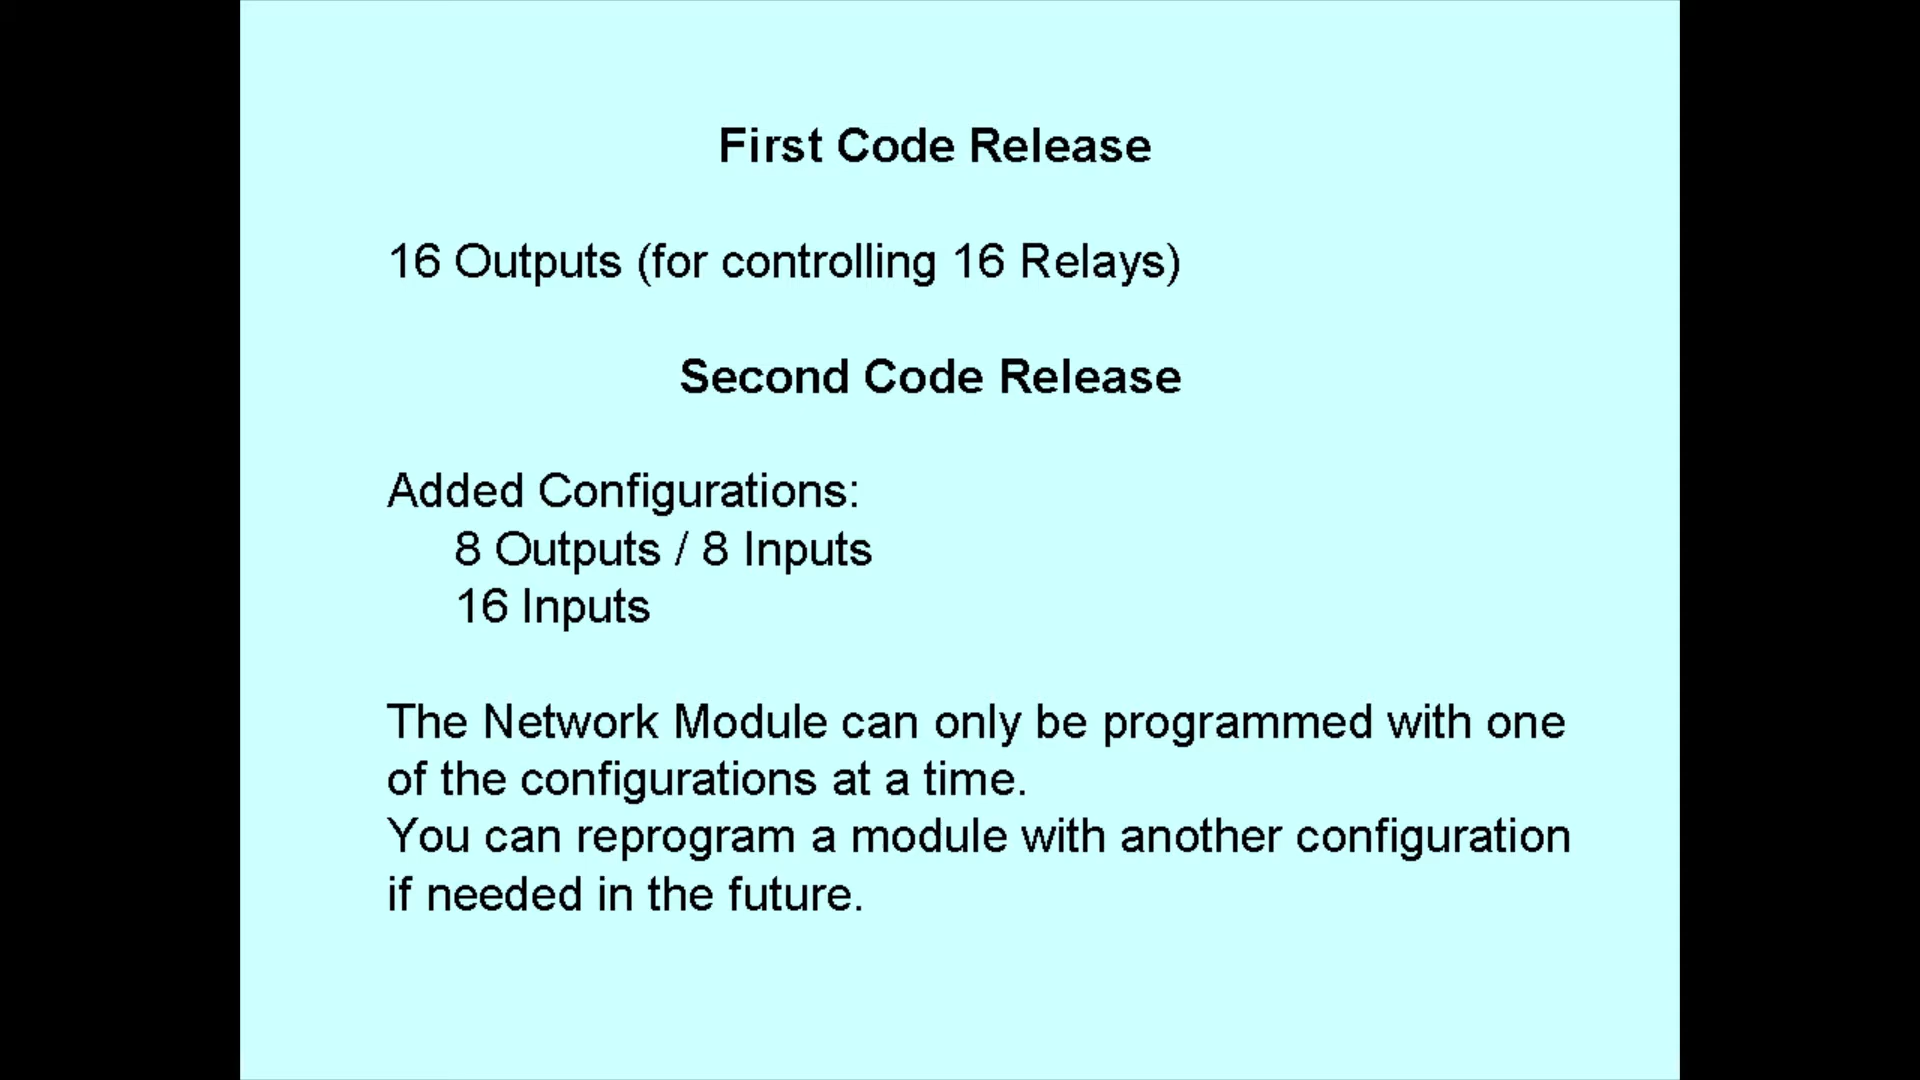 First Code Release
16 Outputs (for controlling 16 Relays)
Second Code Release
Added Configurations:
8 Outputs / 8 Inputs
16 Inputs
The Network Module can only be programmed with one
of the configurations at a time.
You can reprogram a module with another configuration
if needed in the future.